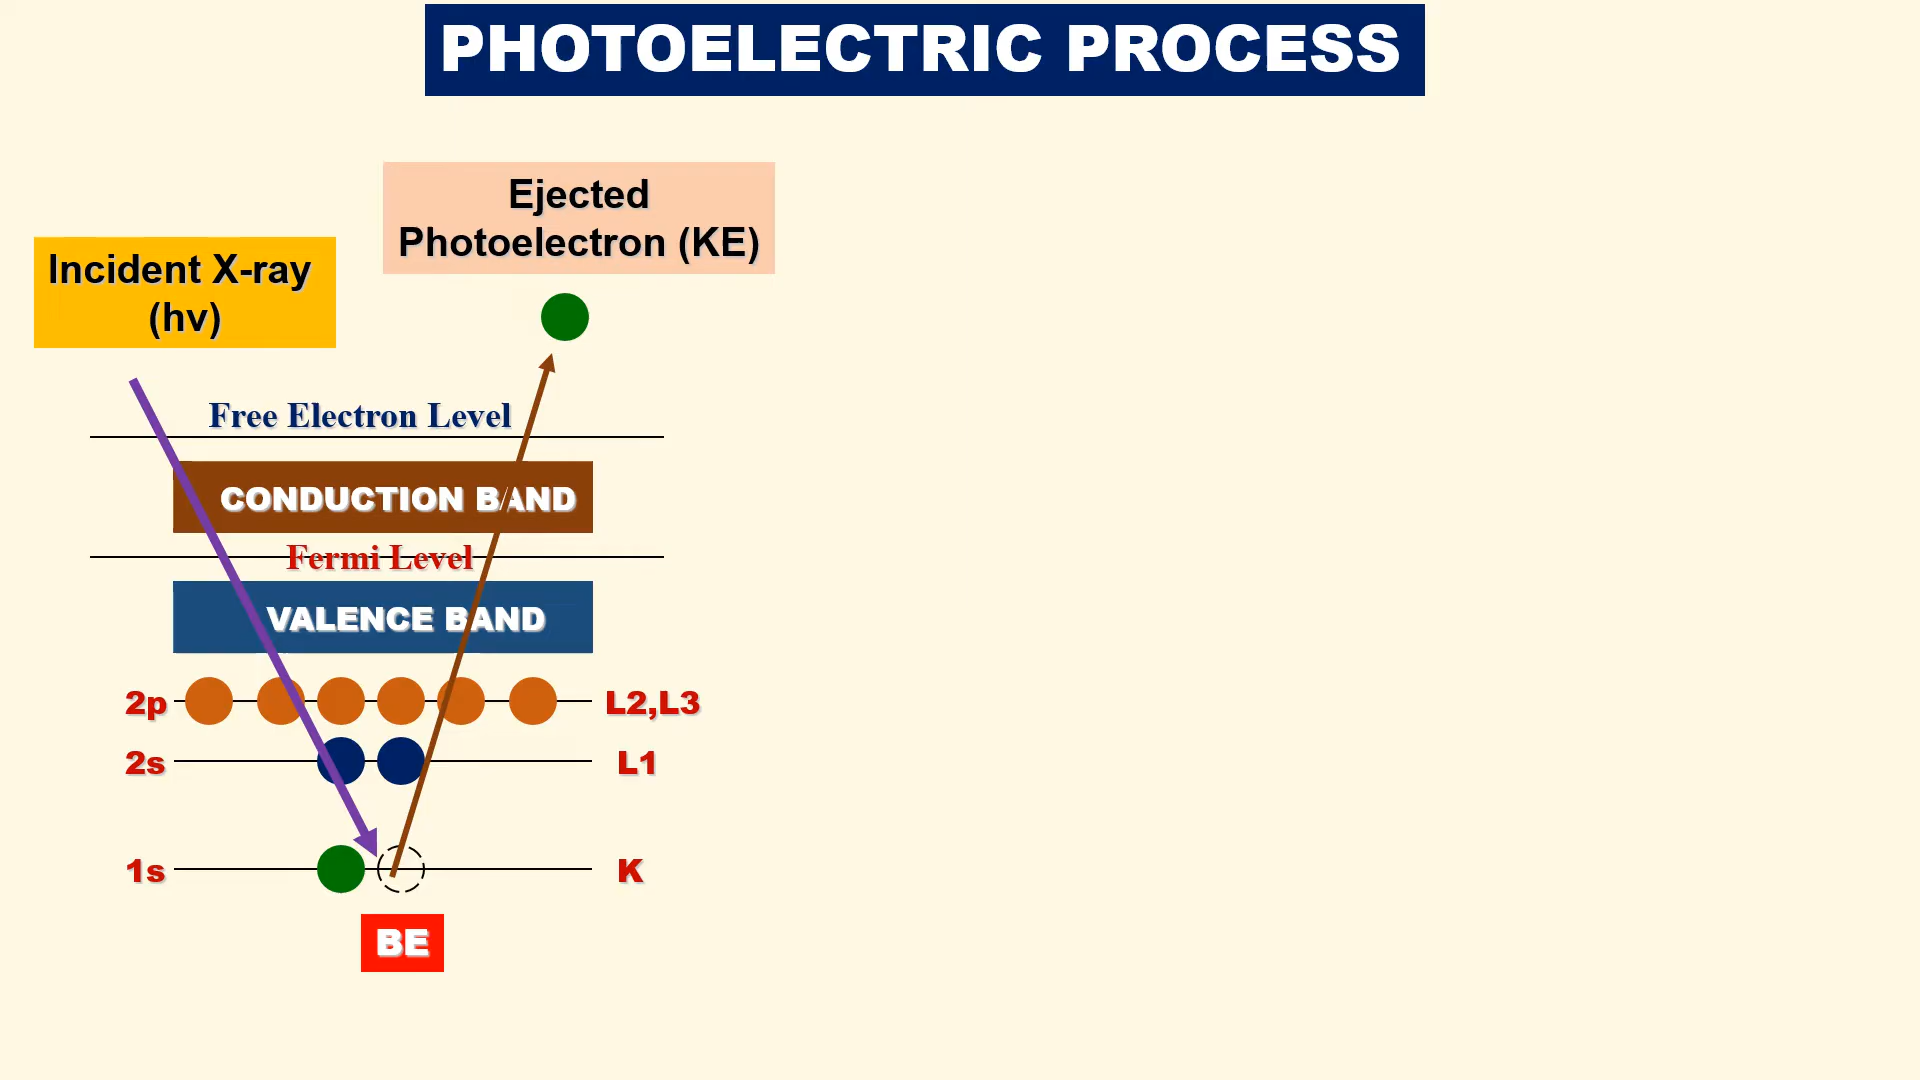 PHOTOELECTRIC PROCESS
Ejected
Photoelectron (KE)
Incident X-ray
(hv)
Free Electron Level
CONDUCTION BAND
Fermi Level
VALENCE BAND
2p L2,L3
2s L1
1s K
BE